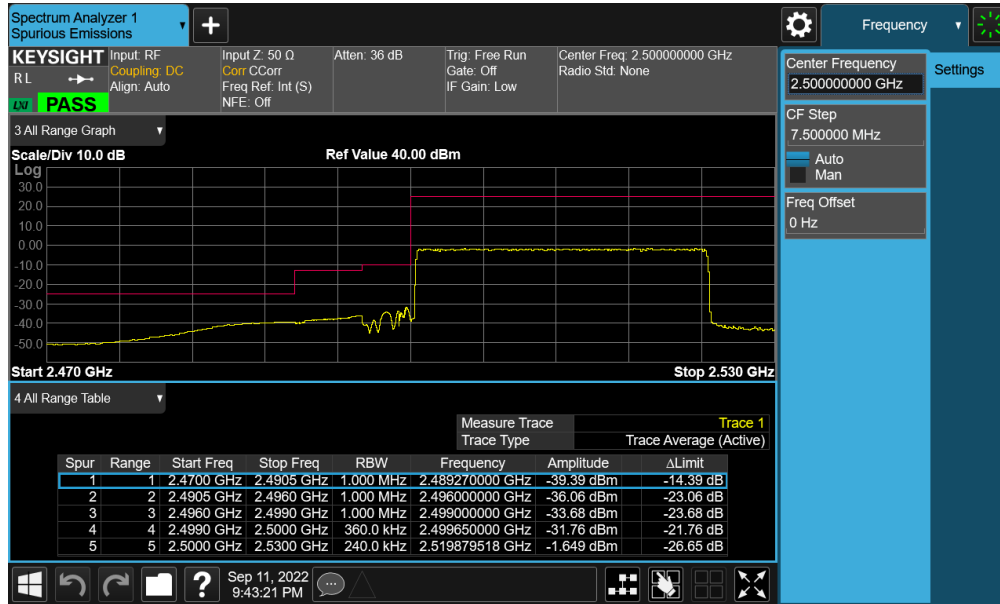 Spectrum Analyzer 1
Spurious Emissions
Frequency
KEYSIGHT
R L
LXI
PASS
Input: RF
Coupling: DC
Align: Auto
Input Z: 50 Ω
Corr CCorr
Freq Ref: Int (S)
NFE: Off
Atten: 36 dB
Trig: Free Run
Gate: Off
IF Gain: Low
Center Freq: 2.500000000 GHz
Radio Std: None
Center Frequency
2.500000000 GHz
Settings
CF Step
7.500000 MHz
Auto
Man
Freq Offset
0 Hz
3 All Range Graph
Scale/Div 10.0 dB
Ref Value 40.00 dBm
Log
30.0
20.0
10.0
0.00
-10.0
-20.0
-30.0
-40.0
-50.0
Start 2.470 GHz
Stop 2.530 GHz
4 All Range Table
Measure Trace Trace 1
Trace Type Trace Average (Active)
Spur Range Start Freq Stop Freq RBW Frequency Amplitude ΔLimit
1 1 2.4700 GHz 2.4905 GHz 1.000 MHz 2.489270000 GHz -39.39 dBm -14.39 dB
2 2 2.4905 GHz 2.4960 GHz 1.000 MHz 2.496000000 GHz -36.06 dBm -23.06 dB
3 3 2.4960 GHz 2.4990 GHz 1.000 MHz 2.499000000 GHz -33.68 dBm -23.68 dB
4 4 2.4990 GHz 2.5000 GHz 360.0 kHz 2.499650000 GHz -31.76 dBm -21.76 dB
5 5 2.5000 GHz 2.5300 GHz 240.0 kHz 2.519879518 GHz -1.649 dBm -26.65 dB
?
Sep 11, 2022
9:43:21 PM